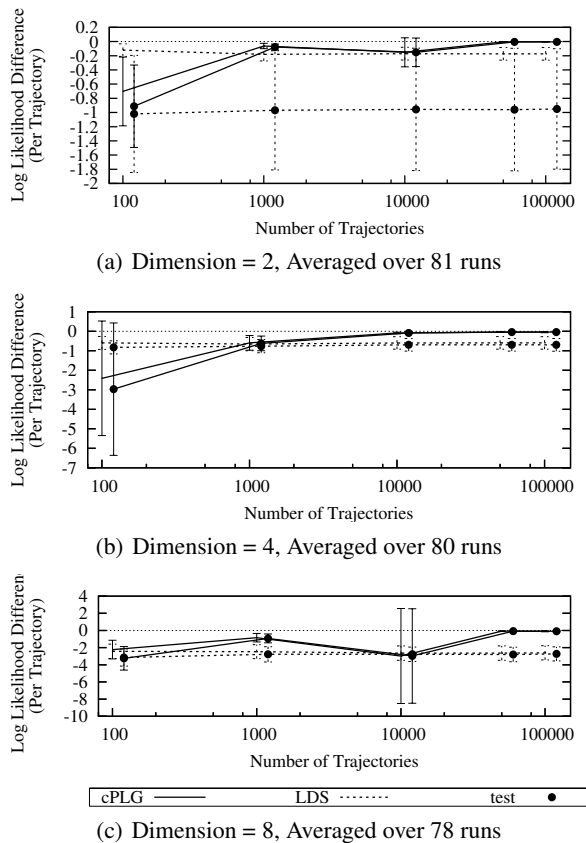 Log Likelihood Difference
(Per Trajectory)
0.2
0
-0.2
-0.4
-0.6
-0.8
-1
-1.2
-1.4
-1.6
-1.8
-2
100
1000
10000
100000
Number of Trajectories
(a) Dimension = 2, Averaged over 81 runs
Log Likelihood Difference
(Per Trajectory)
1
0
-1
-2
-3
-4
-5
-6
-7
100
1000
10000
100000
Number of Trajectories
(b) Dimension = 4, Averaged over 80 runs
Log Likelihood Differen
(Per Trajectory)
4
2
0
-2
-4
-6
-8
-10
100
1000
10000
100000
Number of Trajectories
cPLG
LDS
test
(c) Dimension = 8, Averaged over 78 runs